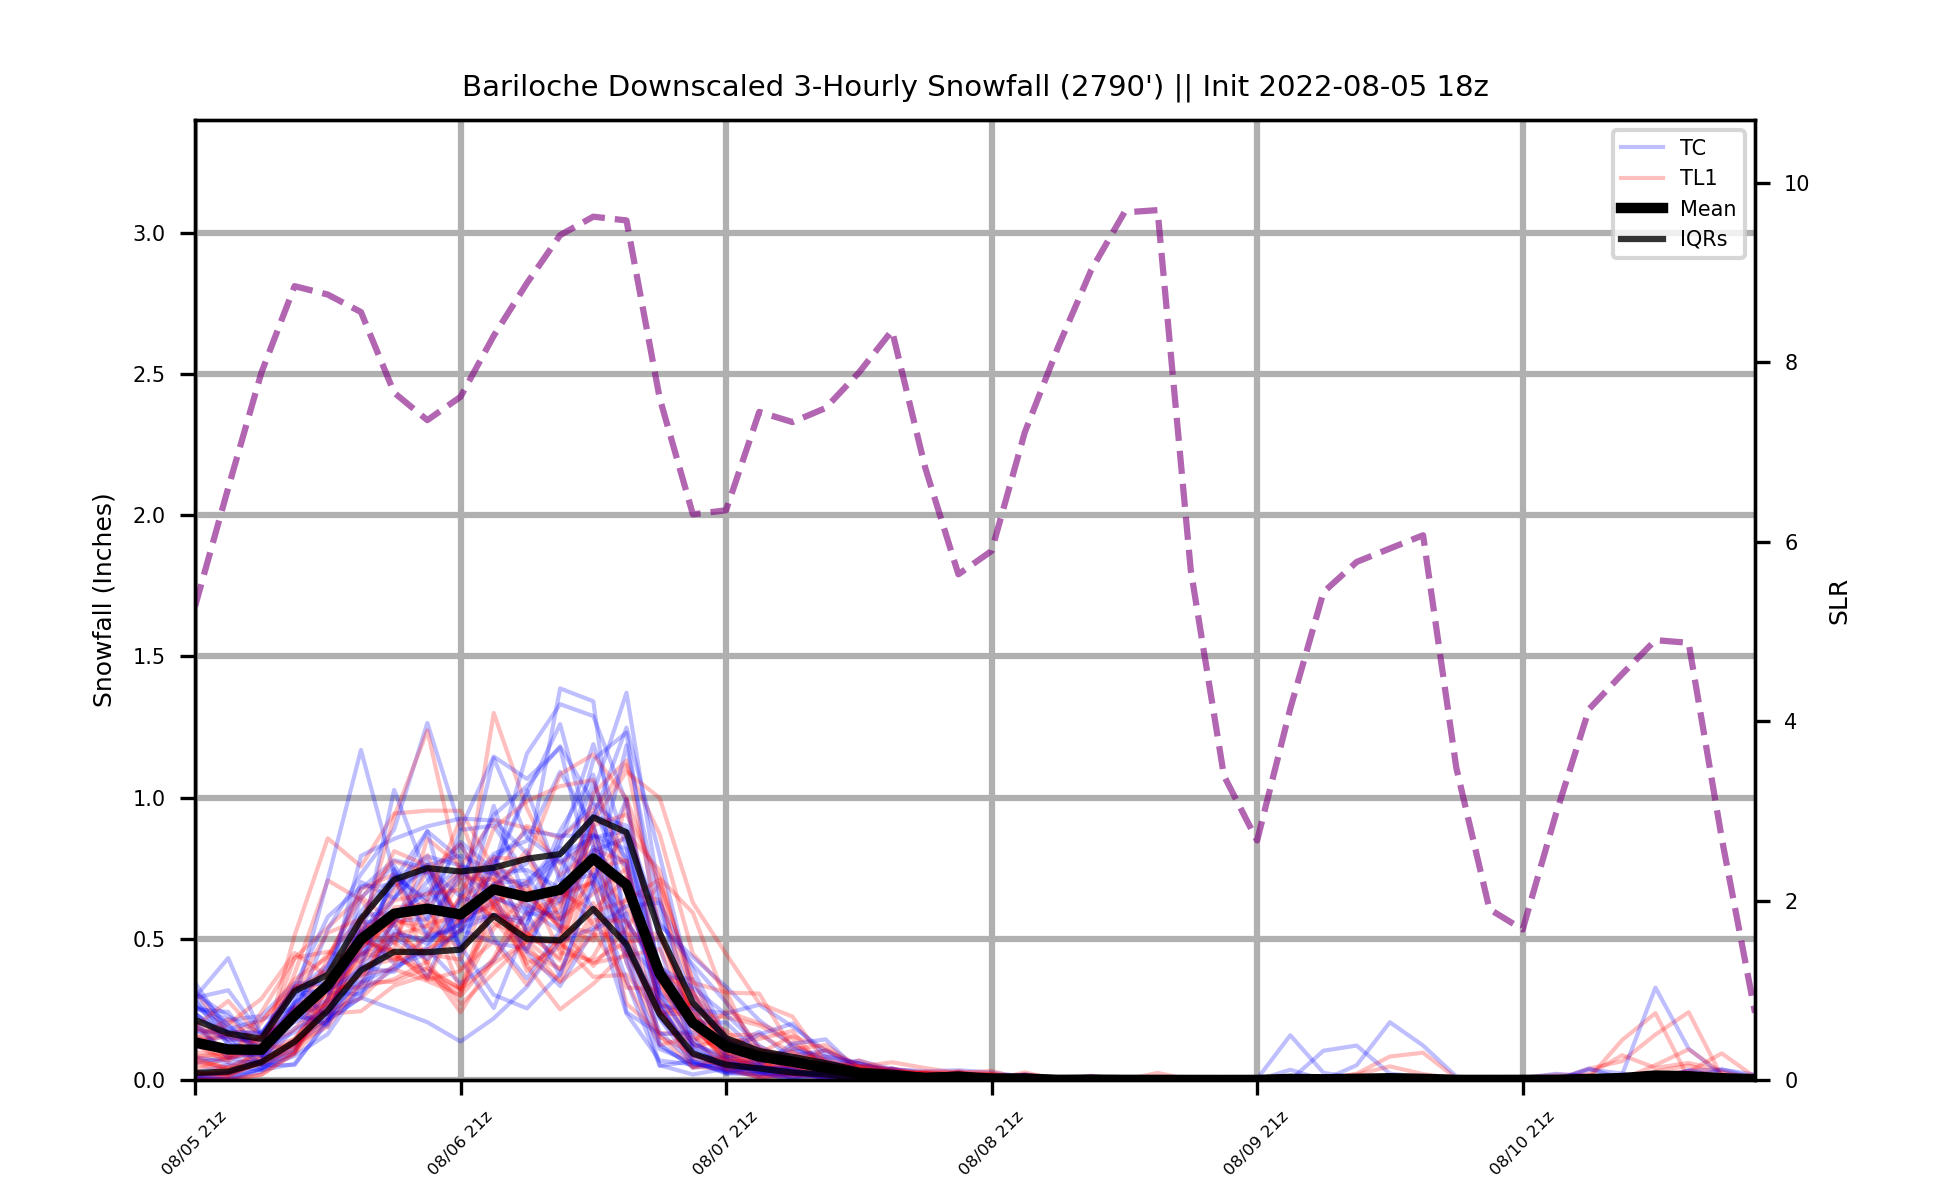 Bariloche Downscaled 3-Hourly Snowfall (2790') || Init 2022-08-05 18z
TC
TL1
Mean
IQRs
3.0
2.5
2.0
1.5
1.0
0.5
0.0
Snowfall (Inches)
10
8
6
4
2
0
SLR
08/05 21z
08/06 21z
08/07 21z
08/08 21z
08/09 21z
08/10 21z